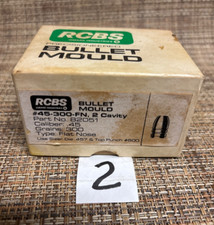 RCBS
BULLET
MOULD
RCBS
BULLET
MOULD
#45-300-FN, 2 Cavity
Part No. 82051
Caliber: .45
Grains: 300
Type: Flat Nose
2